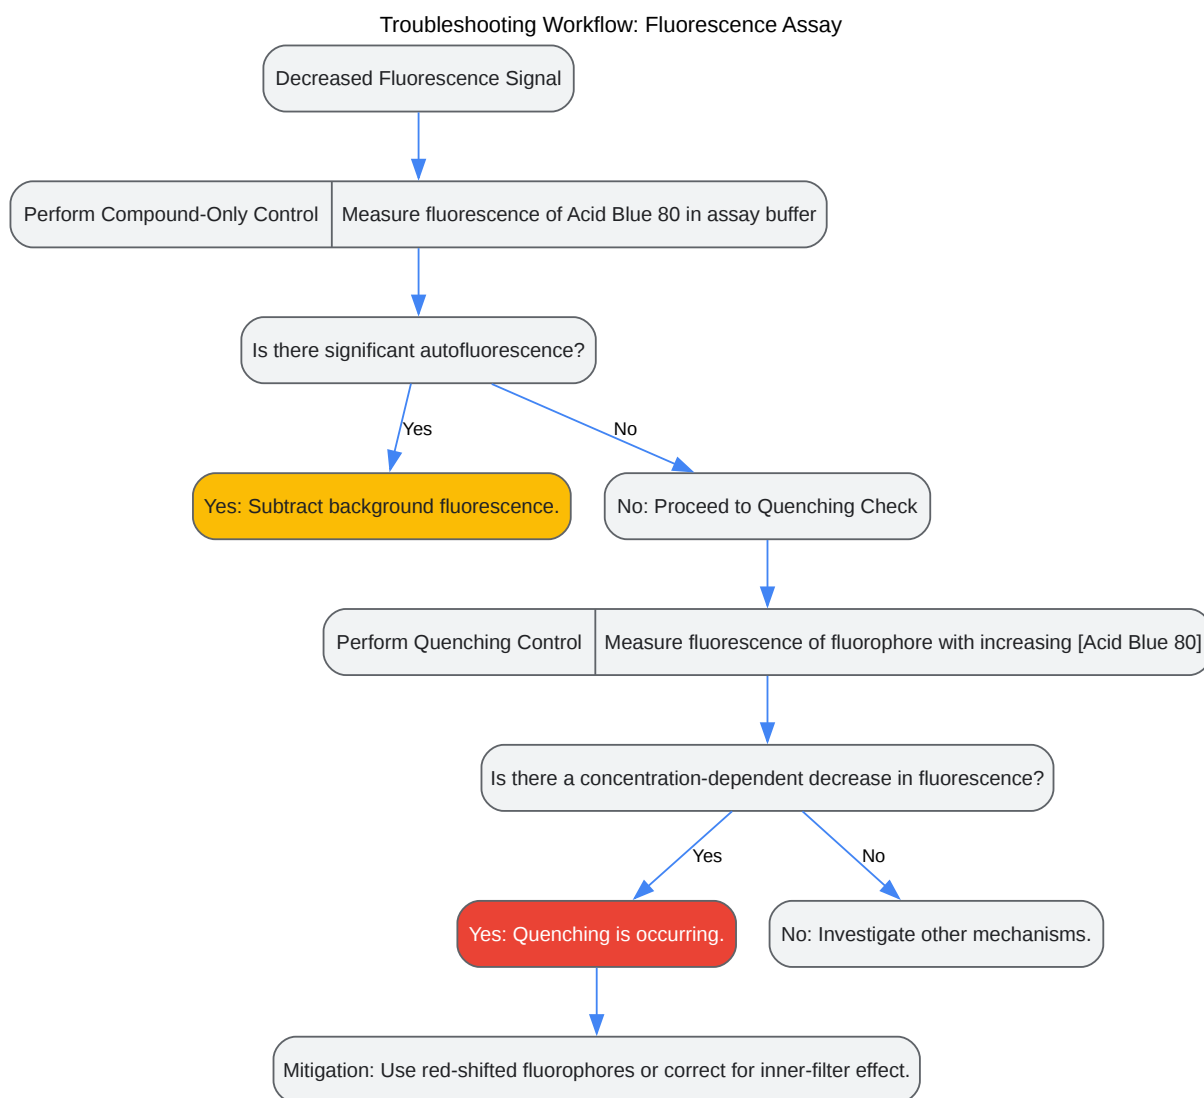 Troubleshooting Workflow: Fluorescence Assay
Decreased Fluorescence Signal
Perform Compound-Only Control
Measure fluorescence of Acid Blue 80 in assay buffer
Is there significant autofluorescence?
Yes
No
Yes: Subtract background fluorescence.
No: Proceed to Quenching Check
Perform Quenching Control
Measure fluorescence of fluorophore with increasing [Acid Blue 80]
Is there a concentration-dependent decrease in fluorescence?
Yes
No
Yes: Quenching is occurring.
No: Investigate other mechanisms.
Mitigation: Use red-shifted fluorophores or correct for inner-filter effect.